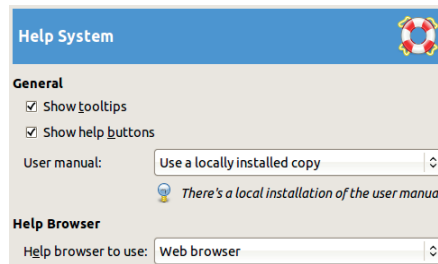 Help System
General
Show tooltips
Show help buttons
User manual: Use a locally installed copy
There's a local installation of the user manua
Help Browser
Help browser to use: Web browser